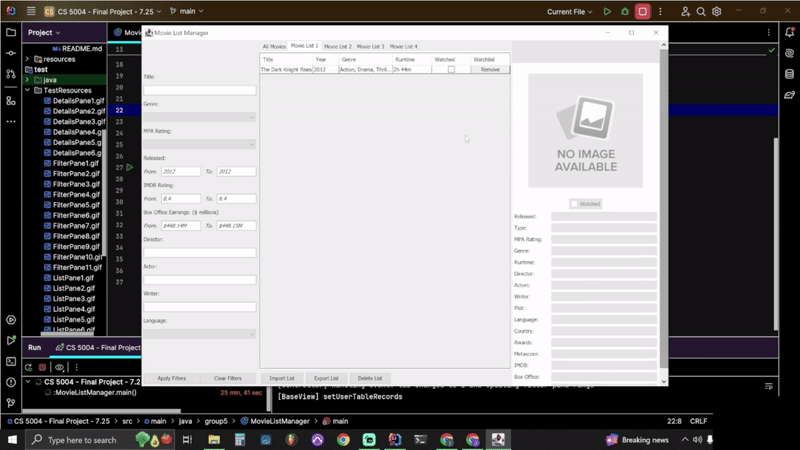 CS 5004 - Final Project - 7.25
main
Current File
Project
README.md
resources
test
java
TestResources
DetailsPane1.gif
DetailsPane2.gif
DetailsPane3.gif
DetailsPane4.gif
DetailsPane5.gif
DetailsPane6.gif
FilterPane1.gif
FilterPane2.gif
FilterPane3.gif
FilterPane4.gif
FilterPane5.gif
FilterPane6.gif
FilterPane7.gif
FilterPane8.gif
FilterPane9.gif
FilterPane10.gif
FilterPane11.gif
ListPane1.gif
ListPane2.gif
ListPane3.gif
ListPane4.gif
ListPane5.gif
ListPane6.gif
13
18
19
20
21
22
23
24
25
26
27
28
29
30
31
32
33
34
35
36
37
Movie List Manager
All Movies Movie List 1 Movie List 2 Movie List 3 Movie List 4
Title Year Genre Runtime Watched Watchlist
The Dark Knight Rises 2012 Action, Drama, Thril... 2h 44m Remove
Title:
Genre:
MPA Rating:
Released:
From: 2012 To: 2012
IMDB Rating:
From: 8.4 To: 8.4
Box Office Earnings: ($ millions)
From: $448.14M To: $448.15M
Director:
Actor:
Writer:
Language:
Apply Filters Clear Filters Import List Export List Delete List
NO IMAGE
AVAILABLE
Watched
Released:
Type:
MPA Rating:
Genre:
Runtime:
Director:
Actors:
Writer:
Plot:
Language:
Country:
Awards:
Metascore:
IMDB:
Box Office:
Run CS 5004 - Final Project - 7.25
CS 5004 - Final Project - 7.25
:MovieListManager.main() 25 min, 41 sec
[BaseView] setUserTableRecords
CS 5004 - Final Project - 7.25 > src > main > java > group5 > MovieListManager > main
22:8 CRLF
Type here to search
Breaking news